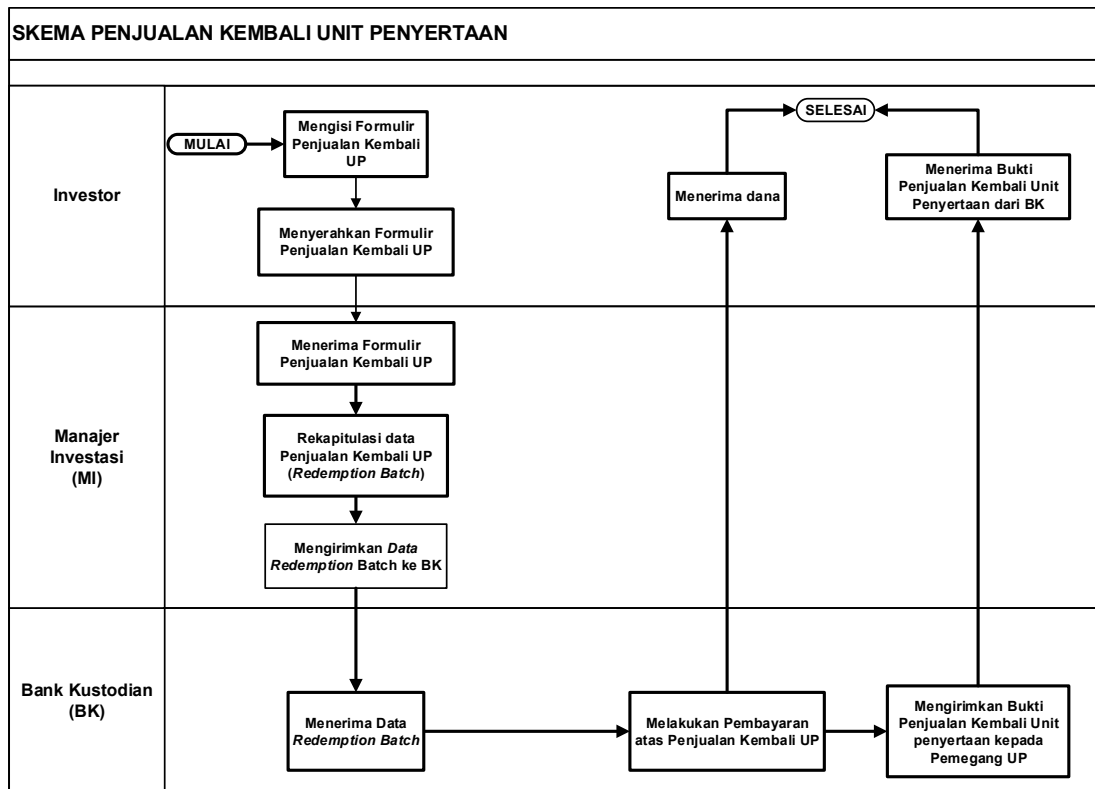 SKEMA PENJUALAN KEMBALI UNIT PENYERTAAN
Investor
MULAI
Mengisi Formulir
Penjualan Kembali
UP
Menyerahkan Formulir
Penjualan Kembali UP
Menerima dana
SELESAI
Menerima Bukti
Penjualan Kembali Unit
Penyertaan dari BK
Manajer
Investasi
(MI)
Menerima Formulir
Penjualan Kembali UP
Rekapitulasi data
Penjualan Kembali UP
(Redemption Batch)
Mengirimkan Data
Redemption Batch ke BK
Bank Kustodian
(BK)
Menerima Data
Redemption Batch
Melakukan Pembayaran
atas Penjualan Kembali UP
Mengirimkan Bukti
Penjualan Kembali Unit
penyertaan kepada
Pemegang UP